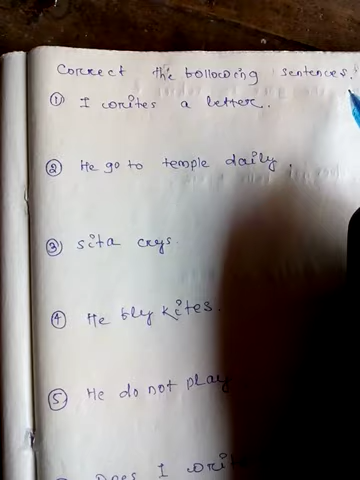 Correct the following sentences.
① I writes a letter.
② He go to temple daily.
③ sita crys.
④ He fly kites.
⑤ He do not play
Does I write